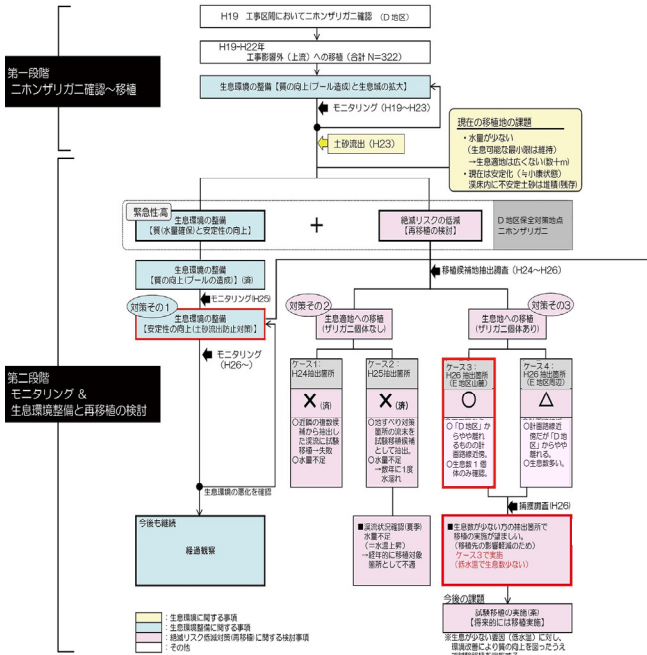 H19　工事区間においてニホンザリガニ確認（D 地区）
H19~H22年
工事影響外（上流）への移植（合計 N=322）
第一段階
ニホンザリガニ確認～移植
生息環境の整備【質の向上(プール造成)と生息域の拡大】
モニタリング（H19～H23）
土砂流出（H23）
現在の移植地の課題
・水量が少ない
（生息可能な最小限は維持）
→生息適地は広くない(数十m)
・現在は安定化（≒小康状態）
渓床内に不安定土砂は堆積(残存)
緊急性:高
生息環境の整備
【質(水量確保)と安定性の向上】
＋
絶滅リスクの低減
【再移植の検討】
D 地区保全対策地点
ニホンザリガニ
生息環境の整備
【質の向上(プールの造成)】(済)
移植候補地抽出調査（H24～H26）
モニタリング(H25)
対策その1
生息環境の整備
【安定性の向上(土砂流出防止対策)】
対策その2
生息適地への移植
(ザリガニ個体なし)
対策その3
生息地への移植
(ザリガニ個体あり)
モニタリング
（H26～）
第二段階
モニタリング &
生息環境整備と再移植の検討
ケース1:
H24抽出箇所
×(済)
○近隣の複数候
補から抽出し
た渓流に試験
移植→失敗
○水量不足
ケース2:
H25抽出箇所
×(済)
○地すべり対策
箇所の流末を
試験移植候補
として抽出。
○水量不足
→数年に1度
水涸れ
ケース3:
H26 抽出箇所
(E 地区山麓)
○
○「D地区」か
らやや離れ
るものの計
画路線近傍。
○生息数 1 個
体のみ確認。
ケース4:
H26 抽出箇所
(E 地区周辺)
△
○計画路線近
傍だが「D地
区」からやや
離れる。
○生息数多い。
生息環境の悪化を確認
捕獲調査(H26)
今後も継続
経過観察
■渓流状況確認(夏季)
水量不足
（＝水温上昇）
→経年的に移植対象
箇所として不適
■生息数が少ない方の抽出箇所で
移植の実施が望ましい。
(移植先の影響軽減のため)
ケース3で実施
(低水温で生息数少ない)
今後の課題
試験移植の実施(案)
【将来的には移植実施】
※生息が少ない要因（低水温）に対し、
環境改善により質の向上を図ったうえ
：生息環境に関する事項
：生息環境整備に関する事項
：絶滅リスク低減対策(再移植)に関する検討事項
：その他